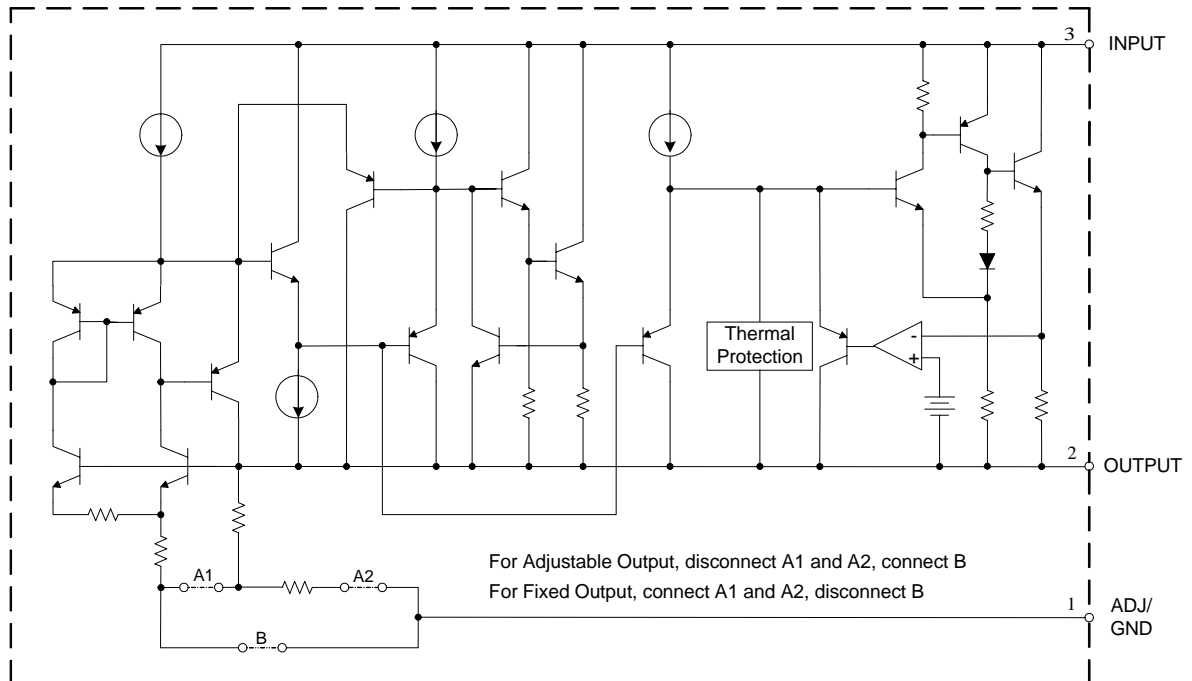 3
INPUT
Thermal
Protection
-
+
2
OUTPUT
A1
A2
For Adjustable Output, disconnect A1 and A2, connect B
For Fixed Output, connect A1 and A2, disconnect B
1
ADJ/
GND
B